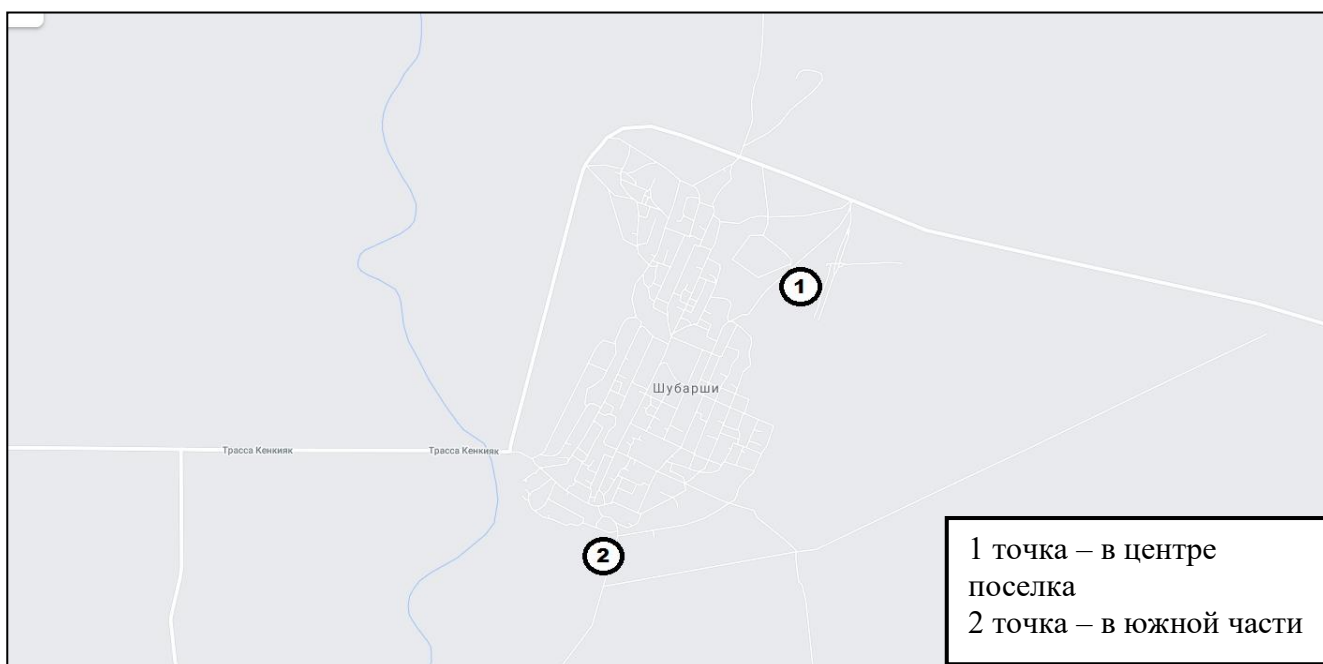 1
Шубарши
Трасса Кенкияк
Трасса Кенкияк
2
1 точка – в центре
поселка
2 точка – в южной части